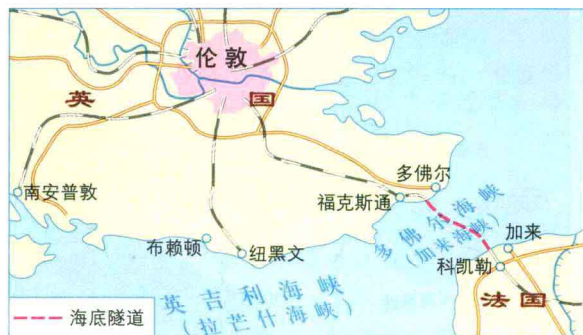 伦敦
英国
多佛尔
南安普敦
福克斯通
多佛尔海峡
(加来海峡)
加来
布赖顿
纽黑文
科凯勒
英吉利海峡
(拉芒什海峡)
法国
海底隧道